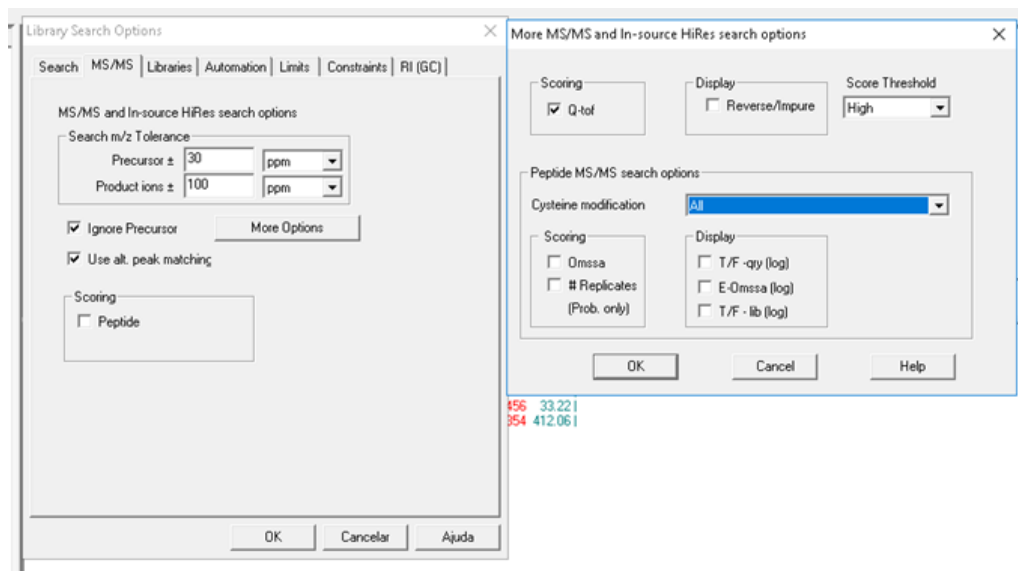 Library Search Options
Search MS/MS Libraries Automation Limits Constraints RI (GC)
MS/MS and In-source HiRes search options
Search m/z Tolerance
Precursor ± 30 ppm
Product ions ± 100 ppm
Ignore Precursor More Options
Use alt. peak matching
Scoring
Peptide
OK Cancelar Ajuda
More MS/MS and In-source HiRes search options
Scoring Display Score Threshold
Q-tof Reverse/Impure High
Peptide MS/MS search options
Cysteine modification All
Scoring Display
Omssa T/F -qry (log)
# Replicates E-Omssa (log)
(Prob. only) T/F - lib (log)
OK Cancel Help
456 33.22|
354 412.06|